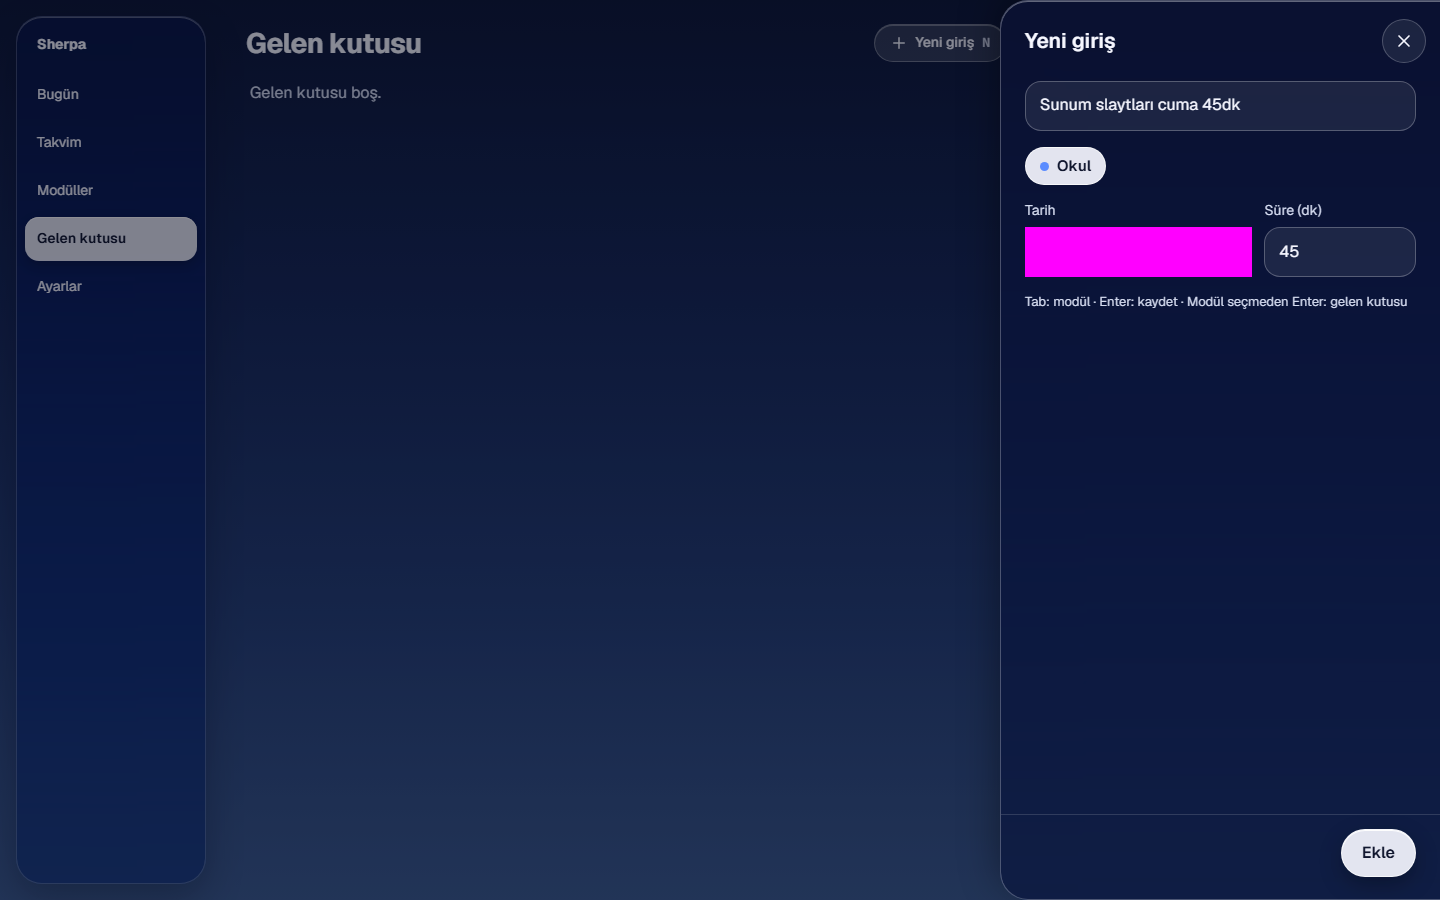 Sherpa
Bugün
Takvim
Modüller
Gelen kutusu
Ayarlar
Gelen kutusu
Yeni giriş N
Gelen kutusu boş.
Yeni giriş
Sunum slaytları cuma 45dk
Okul
Tarih
Süre (dk)
45
Tab: modül · Enter: kaydet · Modül seçmeden Enter: gelen kutusu
Ekle